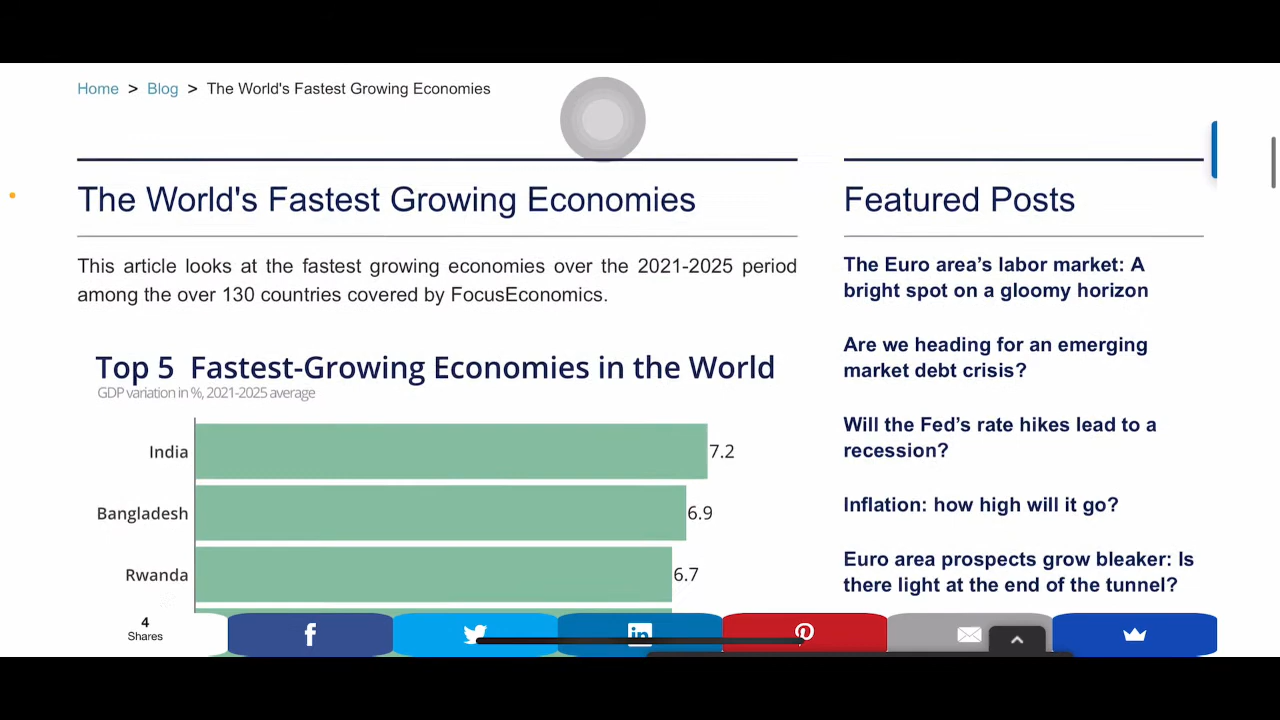 Home > Blog > The World's Fastest Growing Economies
The World's Fastest Growing Economies
This article looks at the fastest growing economies over the 2021-2025 period
among the over 130 countries covered by FocusEconomics.
Top 5 Fastest-Growing Economies in the World
GDP variation in %, 2021-2025 average
India 7.2
Bangladesh 6.9
Rwanda 6.7
Featured Posts
The Euro area’s labor market: A
bright spot on a gloomy horizon
Are we heading for an emerging
market debt crisis?
Will the Fed’s rate hikes lead to a
recession?
Inflation: how high will it go?
Euro area prospects grow bleaker: Is
there light at the end of the tunnel?
4
Shares